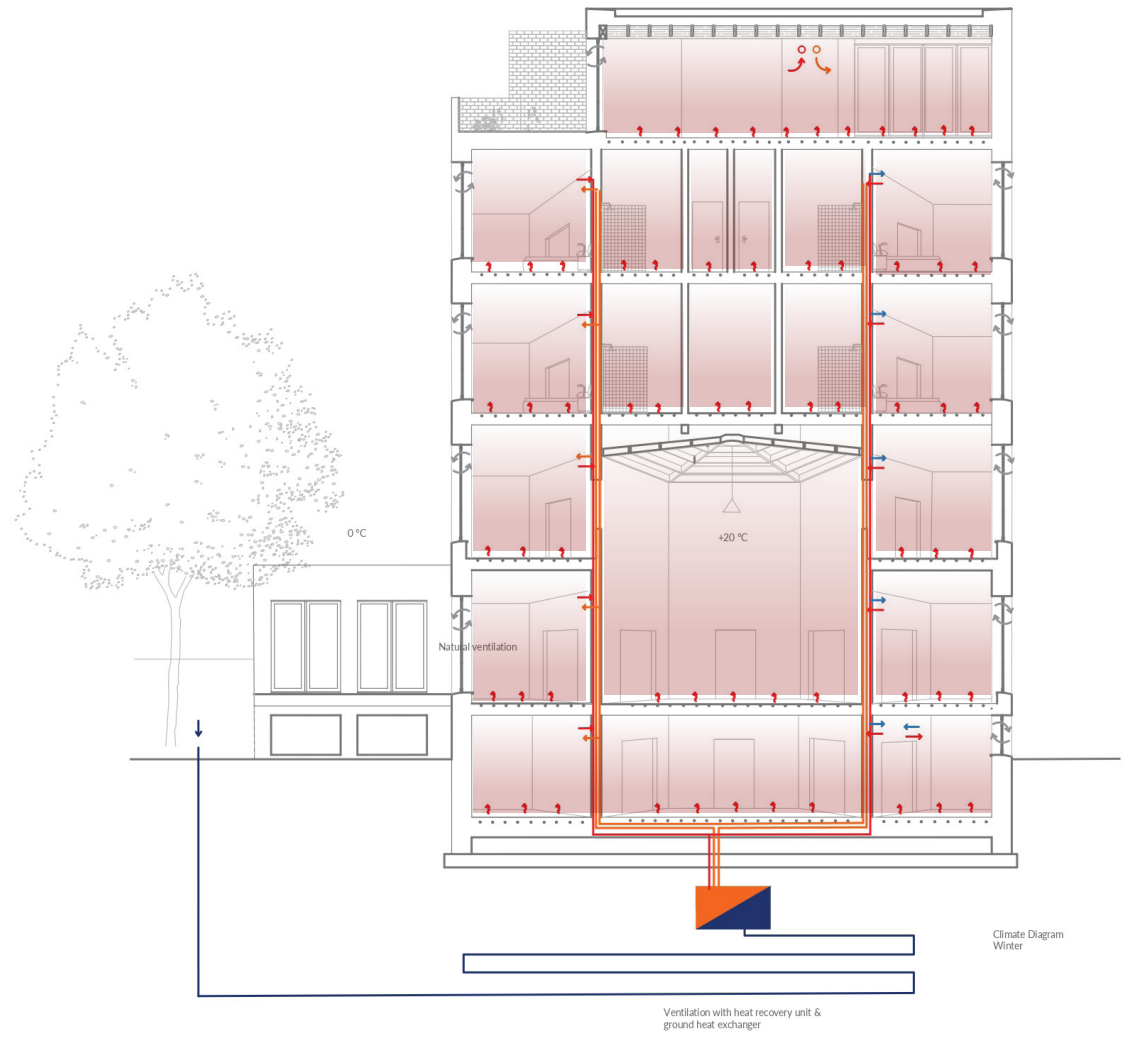 0 °C
+20 °C
Natural ventilation
Climate Diagram
Winter
Ventilation with heat recovery unit &
ground heat exchanger